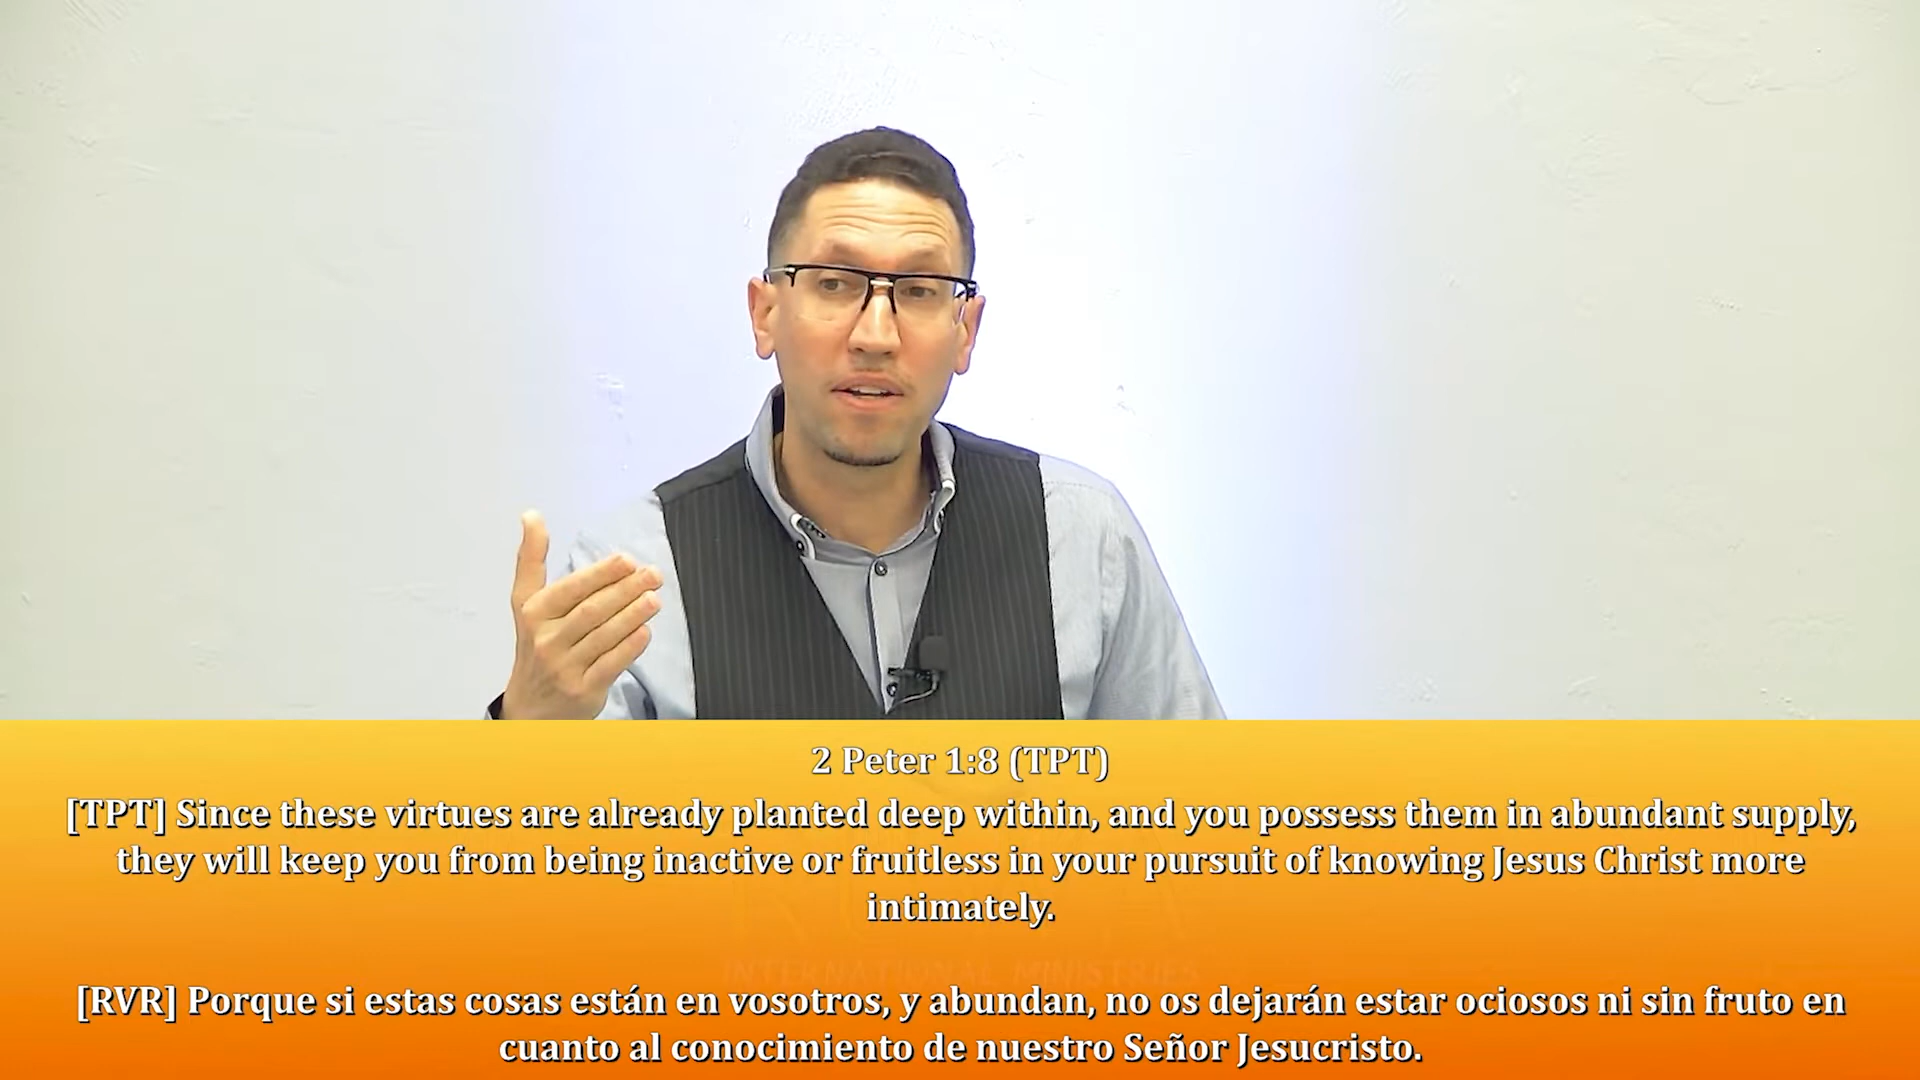 2 Peter 1:8 (TPT)
[TPT] Since these virtues are already planted deep within, and you possess them in abundant supply,
they will keep you from being inactive or fruitless in your pursuit of knowing Jesus Christ more
intimately.
INTERNATIONAL MINISTRIES
[RVR] Porque si estas cosas están en vosotros, y abundan, no os dejarán estar ociosos ni sin fruto en
cuanto al conocimiento de nuestro Señor Jesucristo.